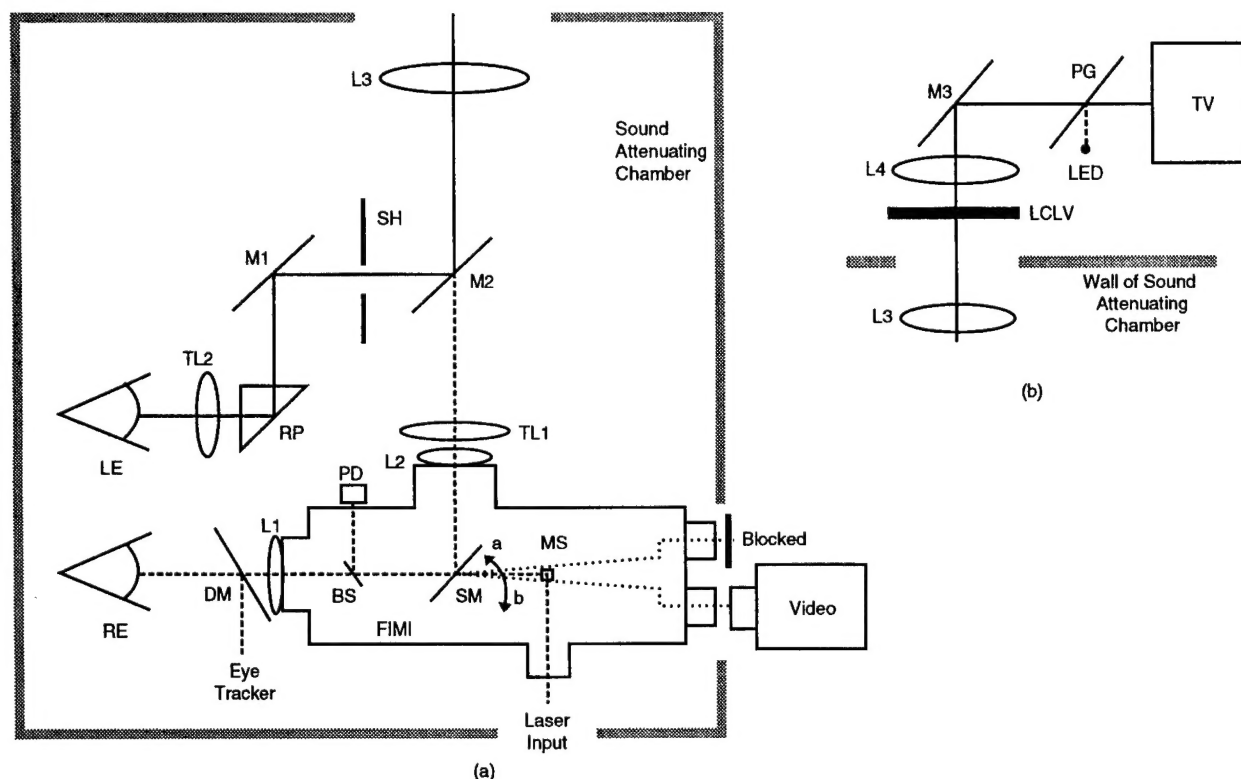 L3
Sound
Attenuating
Chamber
SH
M1
M2
TL2
RP
LE
TL1
L2
PD
L1
a
MS
Blocked
DM
BS
SM
b
Video
RE
FIMI
Eye
Tracker
Laser
Input
(a)
M3
PG
TV
L4
LED
LCLV
Wall of Sound
Attenuating
Chamber
L3
(b)